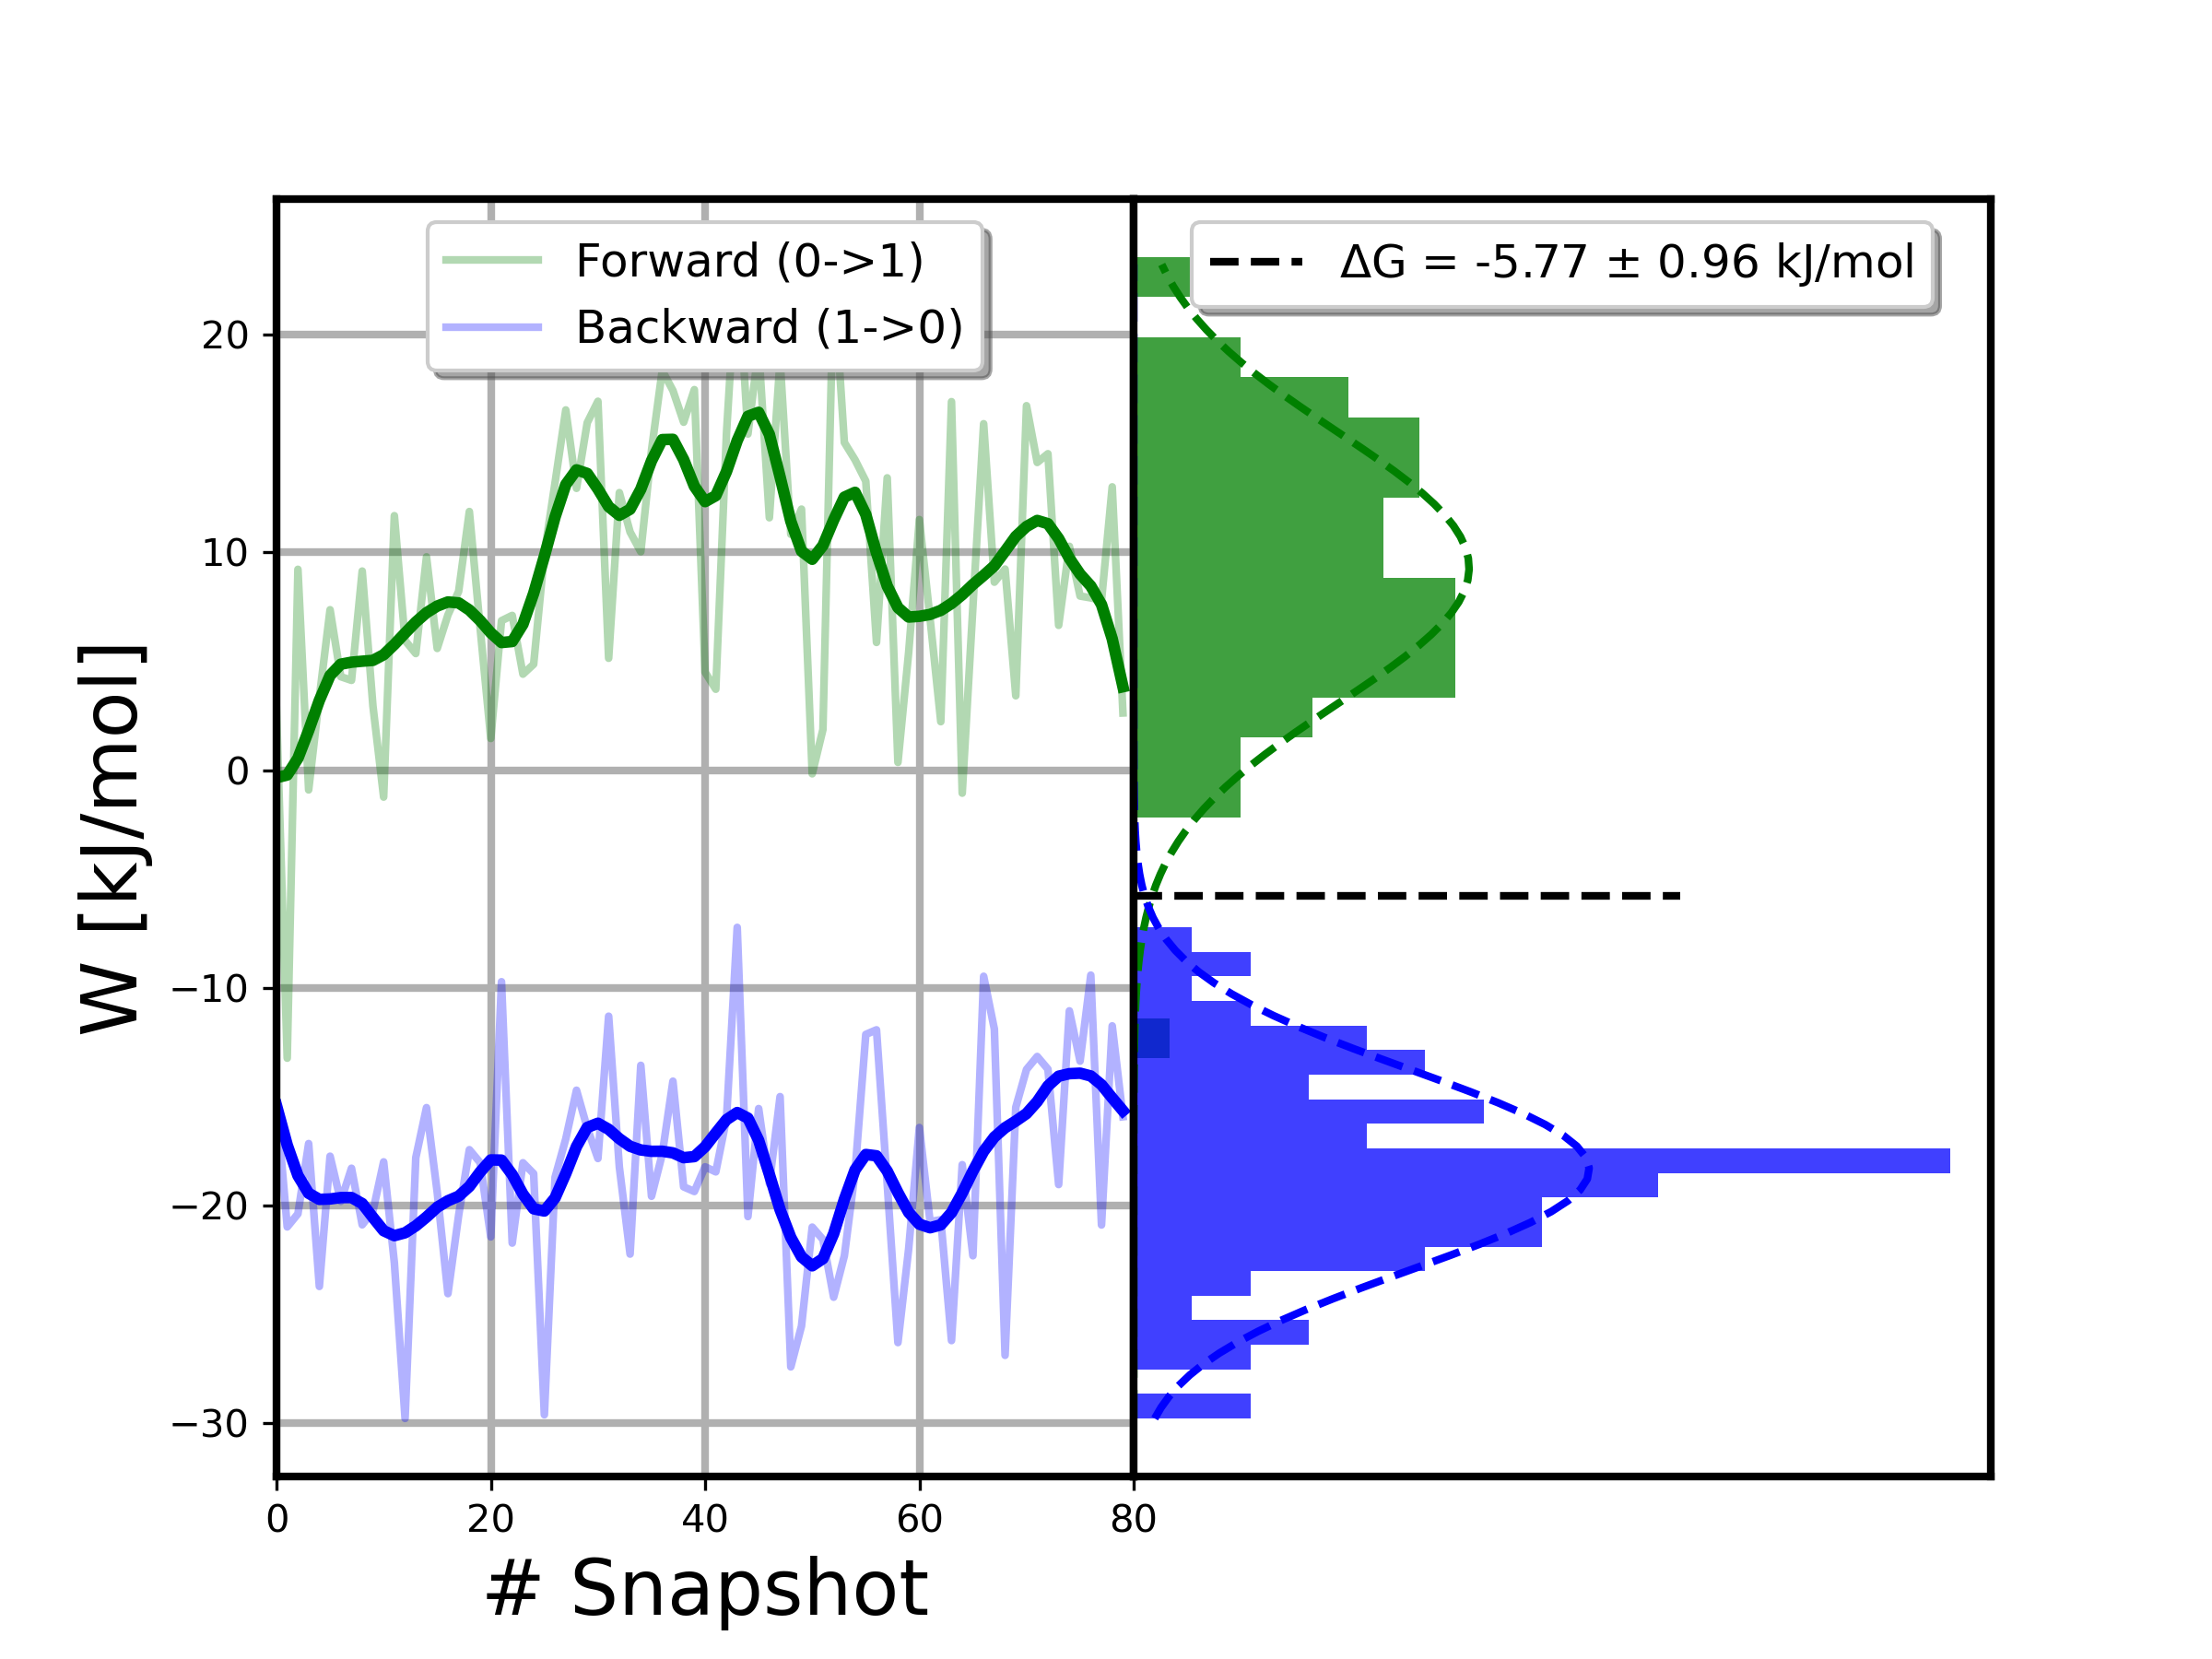 Forward (0->1)
Backward (1->0)
ΔG = -5.77 ± 0.96 kJ/mol
W [kJ/mol]
20
10
0
−10
−20
−30
0 20 40 60 80
# Snapshot